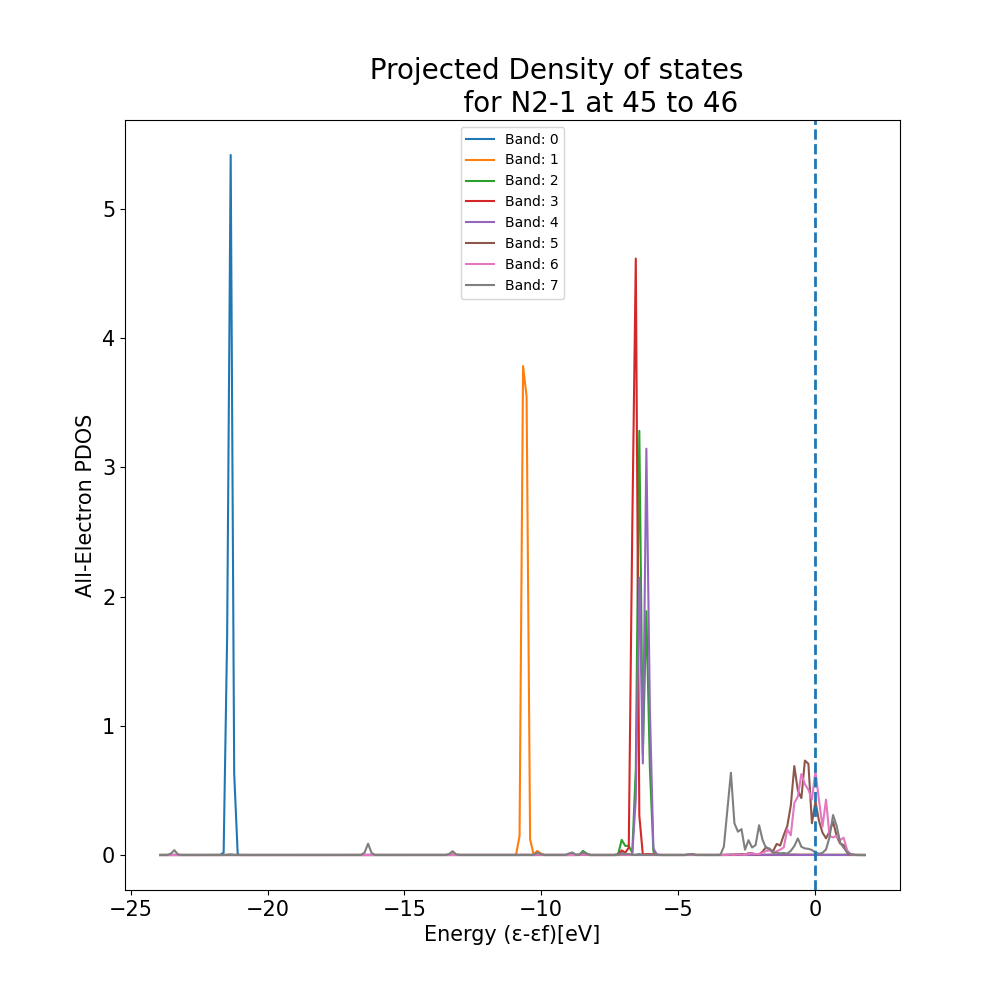 Projected Density of states
for N2-1 at 45 to 46
Band: 0
Band: 1
Band: 2
Band: 3
Band: 4
Band: 5
Band: 6
Band: 7
5
4
3
2
1
0
All-Electron PDOS
−25
−20
−15
−10
−5
0
Energy (ε-εf)[eV]